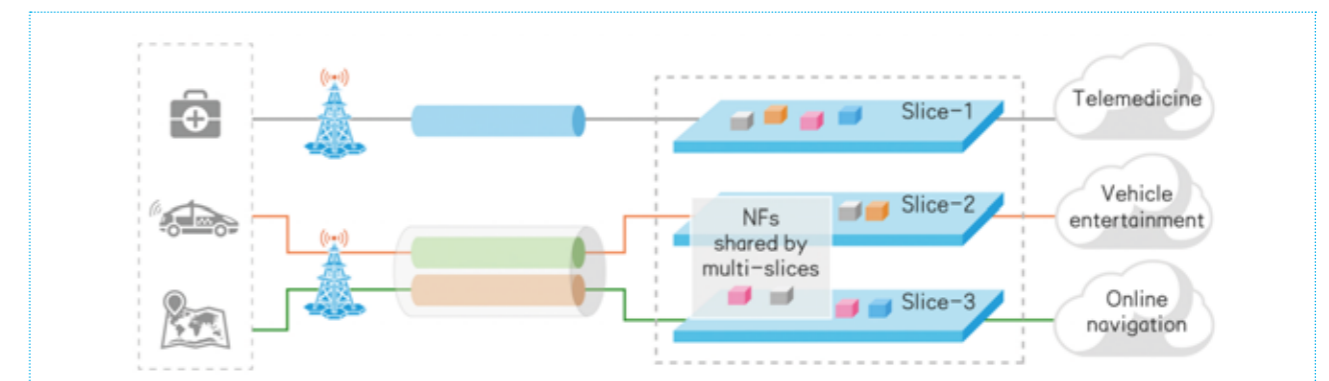 Slice-1
Telemedicine
NFs
shared by
multi-slices
Slice-2
Vehicle
entertainment
Slice-3
Online
navigation